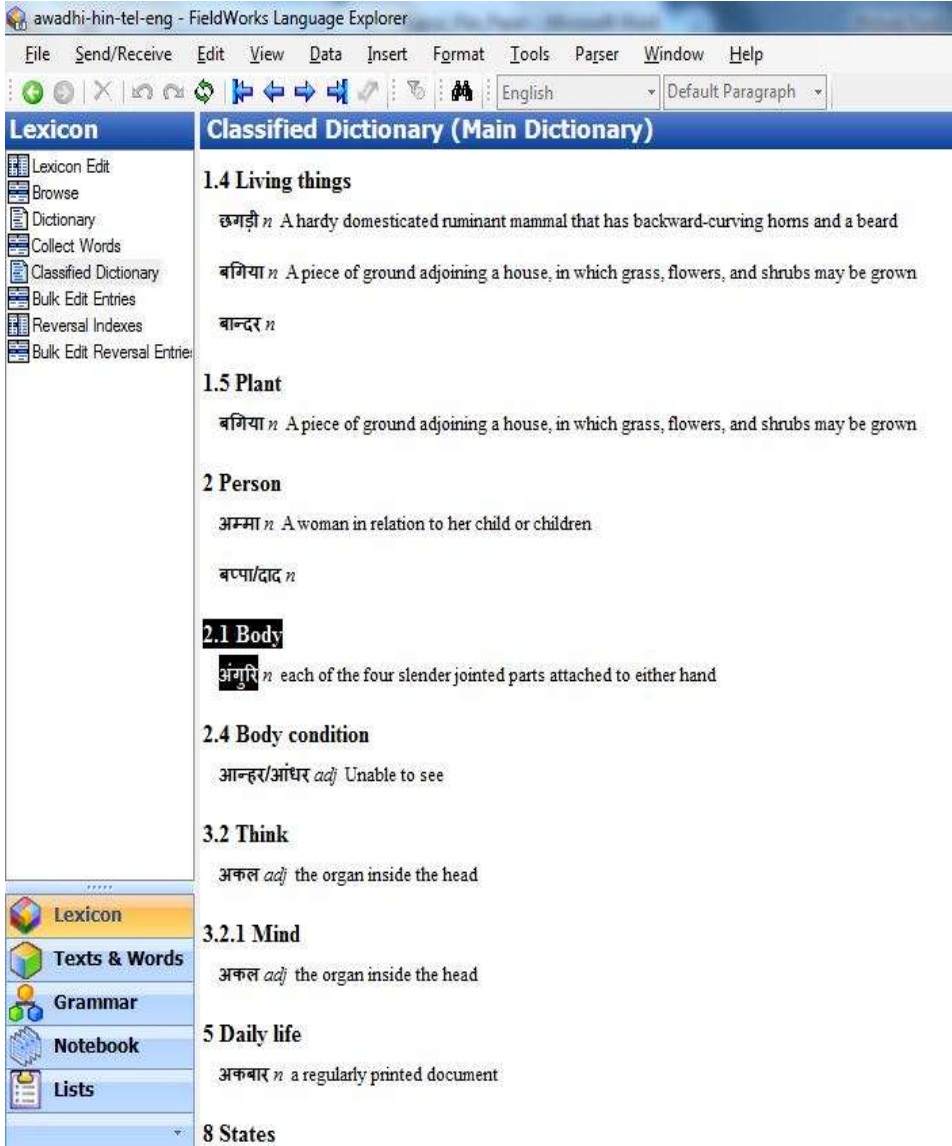 awadhi-hin-tel-eng - FieldWorks Language Explorer
File Send/Receive Edit View Data Insert Format Tools Parser Window Help
English Default Paragraph
Lexicon
Classified Dictionary (Main Dictionary)
Lexicon Edit
Browse
Dictionary
Collect Words
Classified Dictionary
Bulk Edit Entries
Reversal Indexes
Bulk Edit Reversal Entries
1.4 Living things
छगड़ी n A hardy domesticated ruminant mammal that has backward-curving horns and a beard
बगिया n A piece of ground adjoining a house, in which grass, flowers, and shrubs may be grown
बान्दर n
1.5 Plant
बगिया n A piece of ground adjoining a house, in which grass, flowers, and shrubs may be grown
2 Person
अम्मा n A woman in relation to her child or children
बप्पा/दाद n
2.1 Body
अंगुरि n each of the four slender jointed parts attached to either hand
2.4 Body condition
आन्हर/आंधर adj Unable to see
3.2 Think
अकल adj the organ inside the head
3.2.1 Mind
अकल adj the organ inside the head
5 Daily life
अकबार n a regularly printed document
8 States
Lexicon
Texts & Words
Grammar
Notebook
Lists